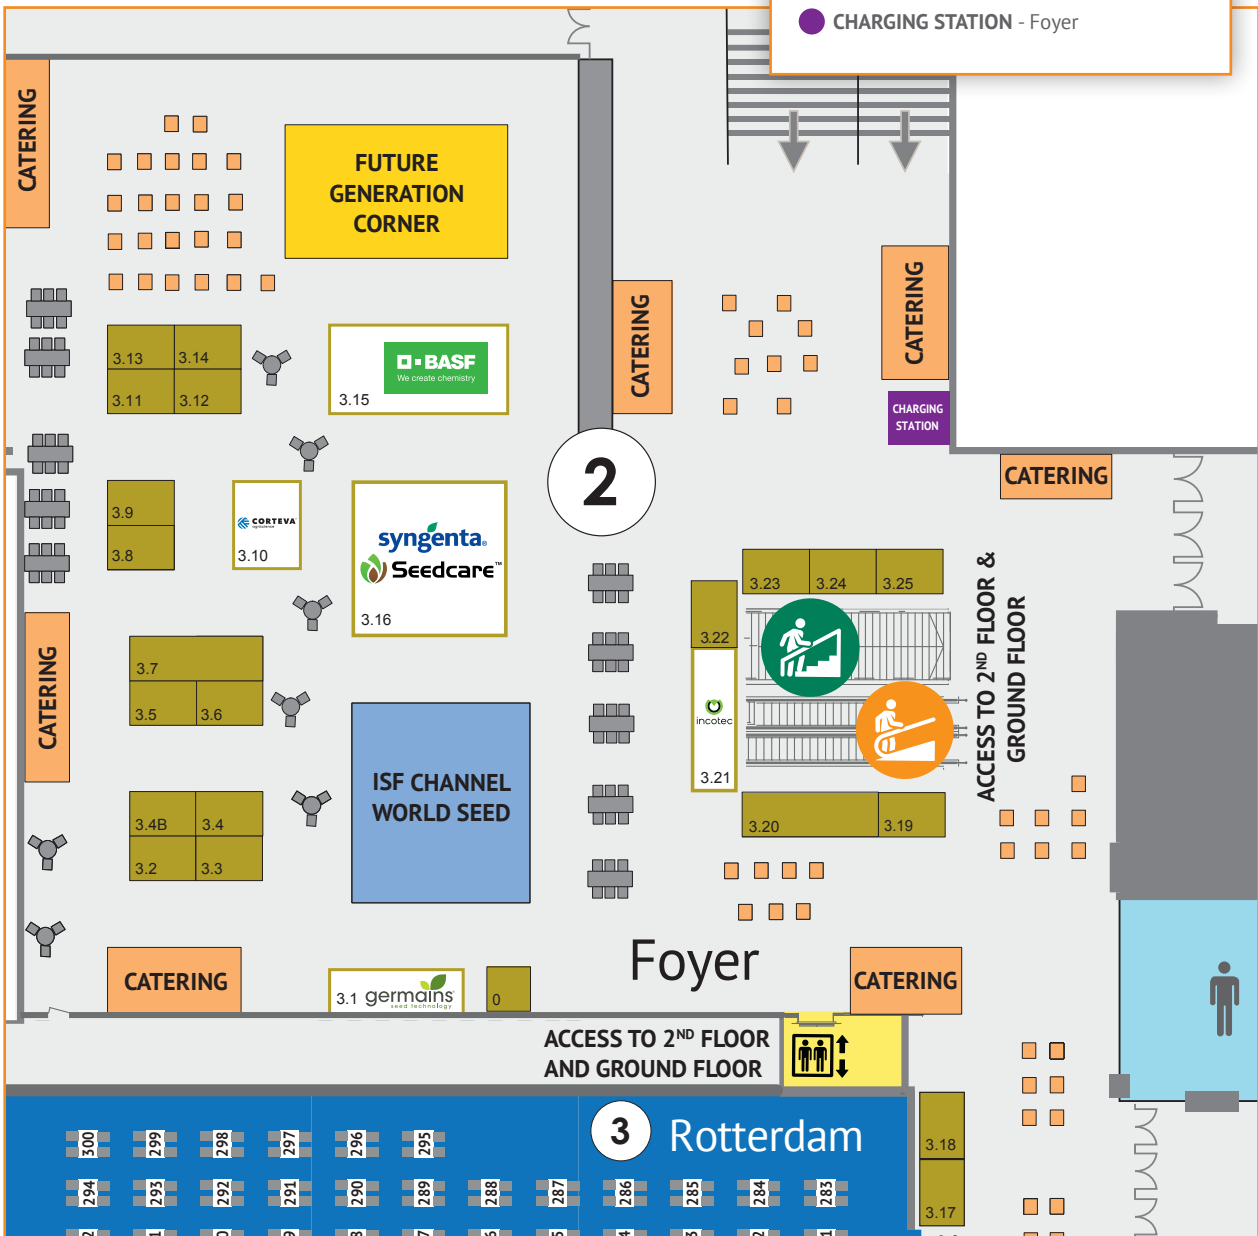 CHARGING STATION - Foyer
CATERING
FUTURE
GENERATION
CORNER
CATERING
CATERING
3.13
3.14
3.11
3.12
3.15
BASF
We create chemistry
CHARGING
STATION
2
CATERING
3.9
3.8
CORTEVA
agriscience
3.10
syngenta®
Seedcare™
3.16
3.23
3.24
3.25
3.22
ACCESS TO 2ND FLOOR &
GROUND FLOOR
CATERING
3.7
3.5
3.6
incotec
3.21
ISF CHANNEL
WORLD SEED
3.4B
3.4
3.2
3.3
3.20
3.19
Foyer
CATERING
3.1
germains
seed technology
0
CATERING
ACCESS TO 2ND FLOOR
AND GROUND FLOOR
3
Rotterdam
3.18
3.17
300
299
298
297
296
295
294
293
292
291
290
289
288
287
286
285
284
283